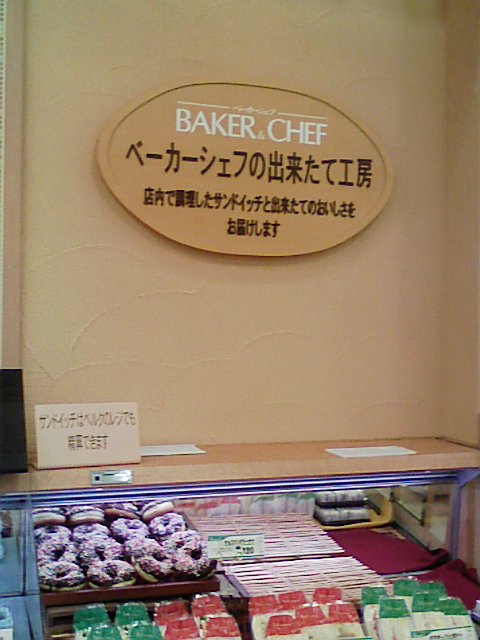 ベーカーシェフ
BAKER & CHEF
ベーカーシェフの出来たて工房
店内で調理したサンドイッチと出来たてのおいしさを
お届けします
サンドイッチはベルクのレジでも
精算できます
120